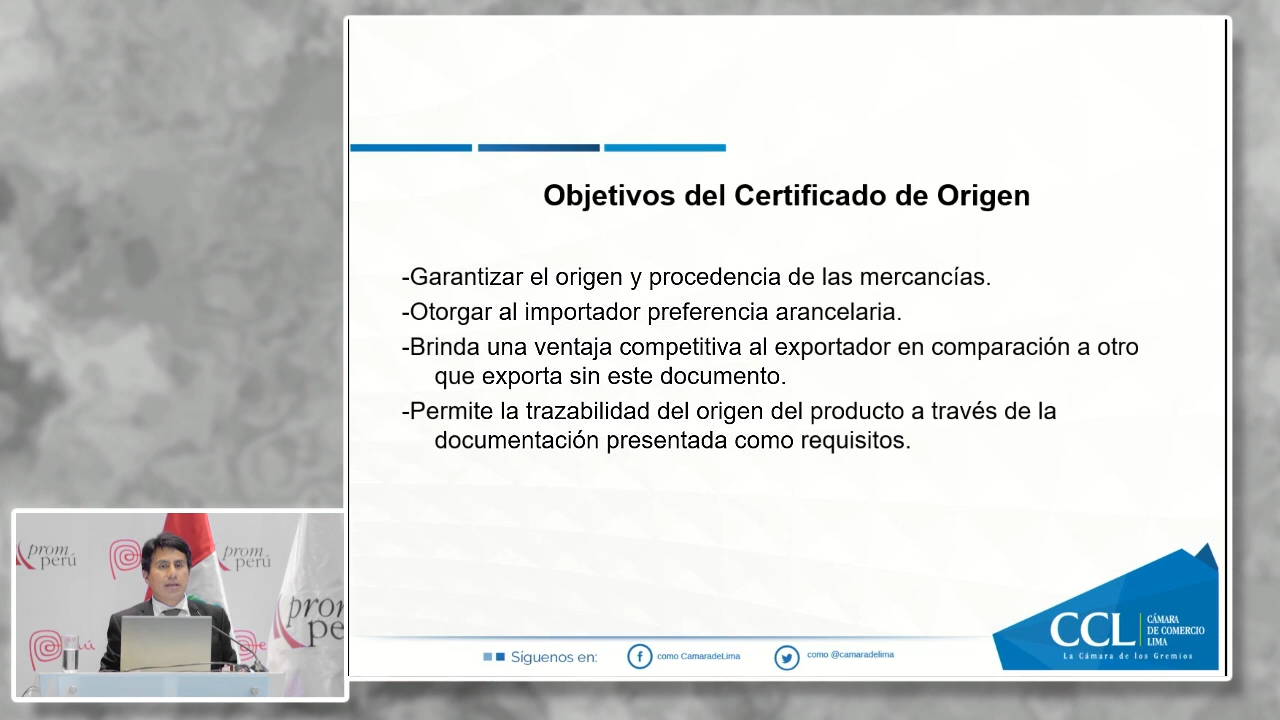 Objetivos del Certificado de Origen
-Garantizar el origen y procedencia de las mercancías.
-Otorgar al importador preferencia arancelaria.
-Brinda una ventaja competitiva al exportador en comparación a otro
que exporta sin este documento.
-Permite la trazabilidad del origen del producto a través de la
documentación presentada como requisitos.
Síguenos en:
como CamaradeLima
como @camaradelima
CCL
CÁMARA
DE COMERCIO
LIMA
La Cámara de los Gremios
prom
perú
prom
perú
prom
pe